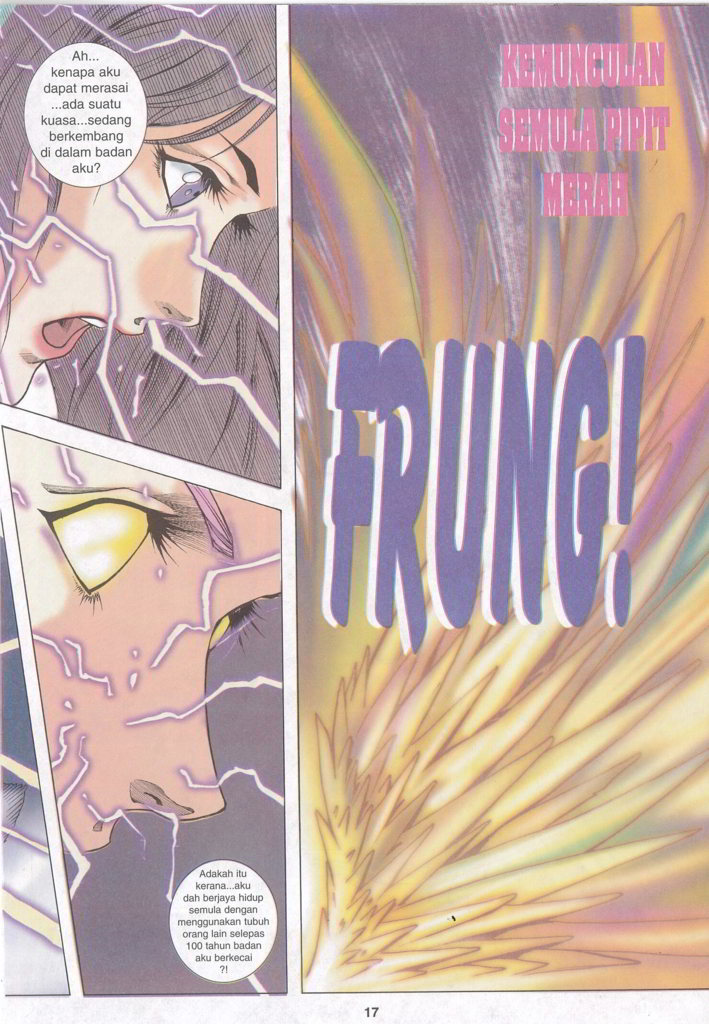 Ah...
kenapa aku
dapat merasai
...ada suatu
kuasa...sedang
berkembang
di dalam badan
aku?
KEMUNCULAN
SEMULA PIPIT
MERAH
FRUNG!
Adakah itu
kerana...aku
dah berjaya hidup
semula dengan
menggunakan tubuh
orang lain selepas
100 tahun badan
aku berkecai
?!
17